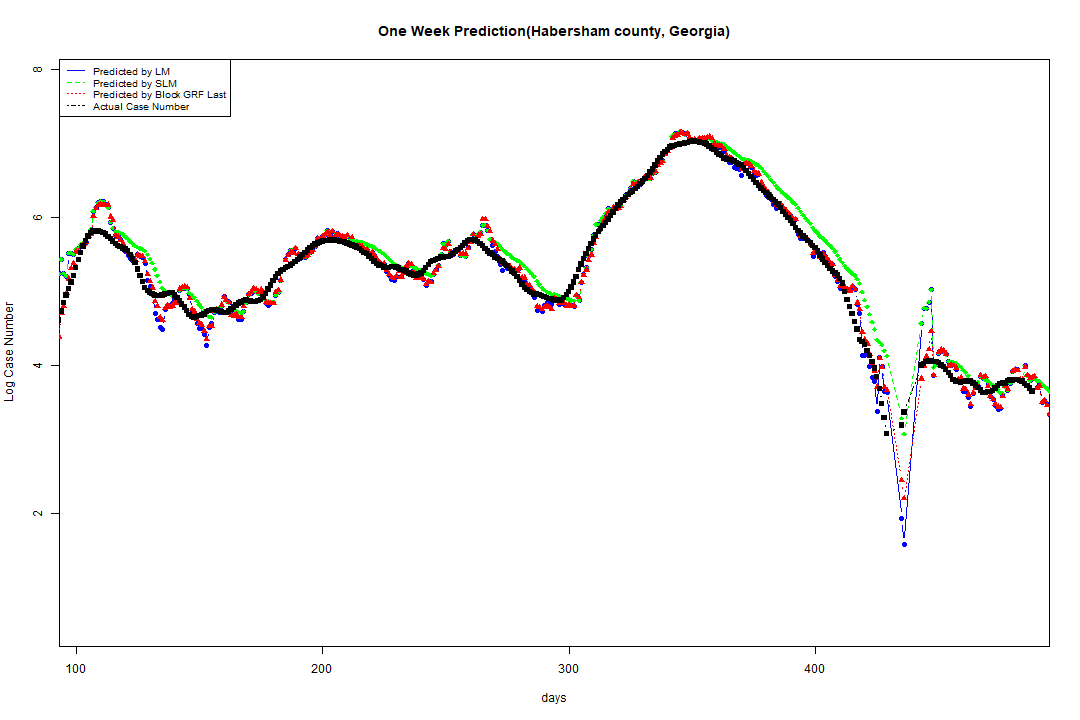 One Week Prediction(Habersham county, Georgia)
Predicted by LM
Predicted by SLM
Predicted by Block GRF Last
Actual Case Number
Log Case Number
8
6
4
2
100 200 300 400
days